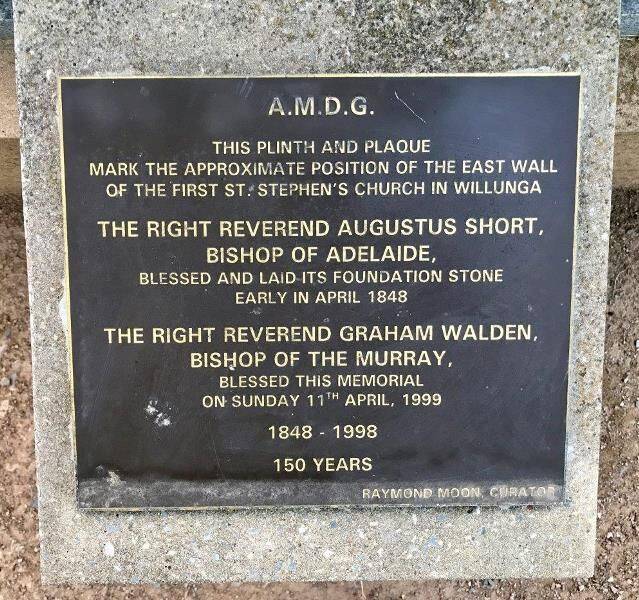 A.M.D.G.
THIS PLINTH AND PLAQUE
MARK THE APPROXIMATE POSITION OF THE EAST WALL
OF THE FIRST ST. STEPHEN'S CHURCH IN WILLUNGA
THE RIGHT REVEREND AUGUSTUS SHORT,
BISHOP OF ADELAIDE,
BLESSED AND LAID ITS FOUNDATION STONE
EARLY IN APRIL 1848
THE RIGHT REVEREND GRAHAM WALDEN,
BISHOP OF THE MURRAY,
BLESSED THIS MEMORIAL
ON SUNDAY 11TH APRIL, 1999
1848 - 1998
150 YEARS
RAYMOND MOON, CURATOR